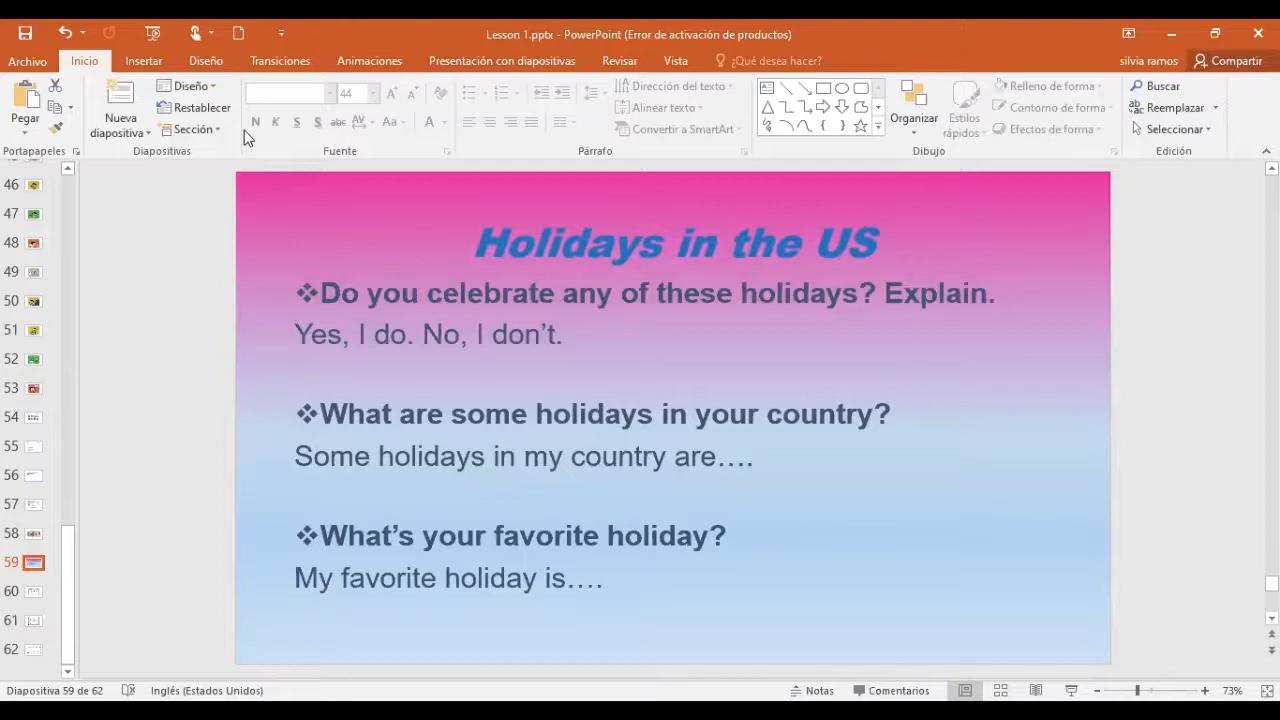 Lesson 1.pptx - PowerPoint (Error de activación de productos)
Archivo Inicio Insertar Diseño Transiciones Animaciones Presentación con diapositivas Revisar Vista ¿Qué desea hacer? silvia ramos Compartir
Pegar
Nueva diapositiva
Diseño
Restablecer
Sección
44
N K S S abc AV Aa A
Dirección del texto
Alinear texto
Convertir a SmartArt
Organizar
Estilos rápidos
Relleno de forma
Contorno de forma
Efectos de forma
Buscar
Reemplazar
Seleccionar
Portapapeles Diapositivas Fuente Párrafo Dibujo Edición
46
47
48
49
50
51
52
53
54
55
56
57
58
59
60
61
62
Holidays in the US
❖Do you celebrate any of these holidays? Explain.
Yes, I do. No, I don’t.
❖What are some holidays in your country?
Some holidays in my country are….
❖What’s your favorite holiday?
My favorite holiday is….
Diapositiva 59 de 62 Inglés (Estados Unidos) Notas Comentarios 73%